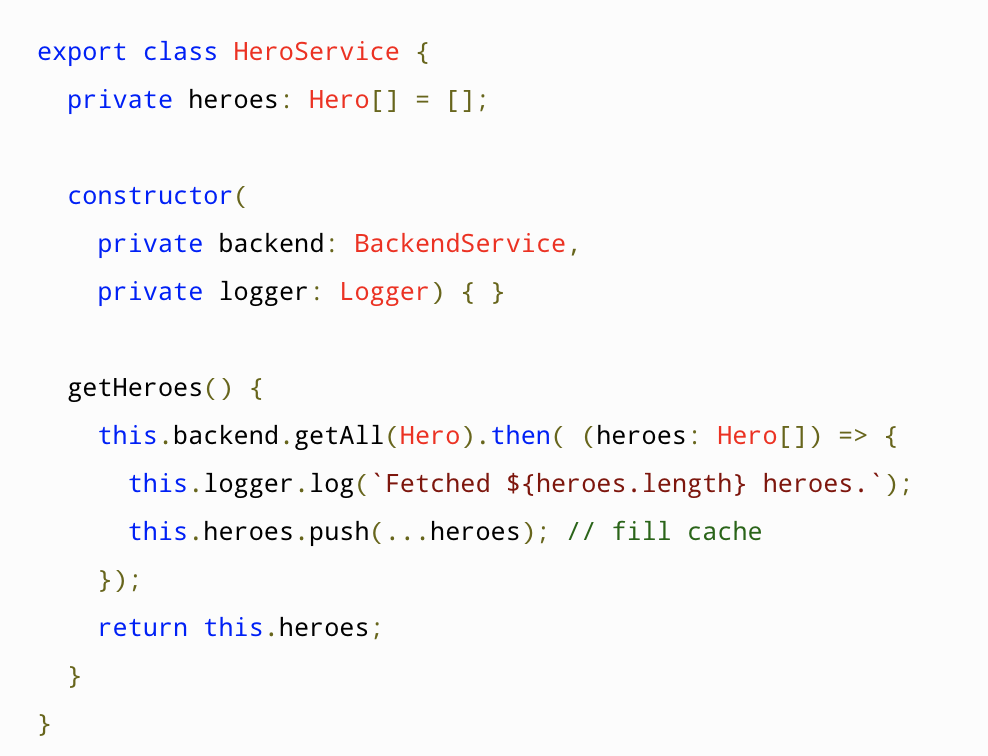 export class HeroService {
  private heroes: Hero[] = [];

  constructor(
    private backend: BackendService,
    private logger: Logger) { }

  getHeroes() {
    this.backend.getAll(Hero).then( (heroes: Hero[]) => {
      this.logger.log(`Fetched ${heroes.length} heroes.`);
      this.heroes.push(...heroes); // fill cache
    });
    return this.heroes;
  }
}